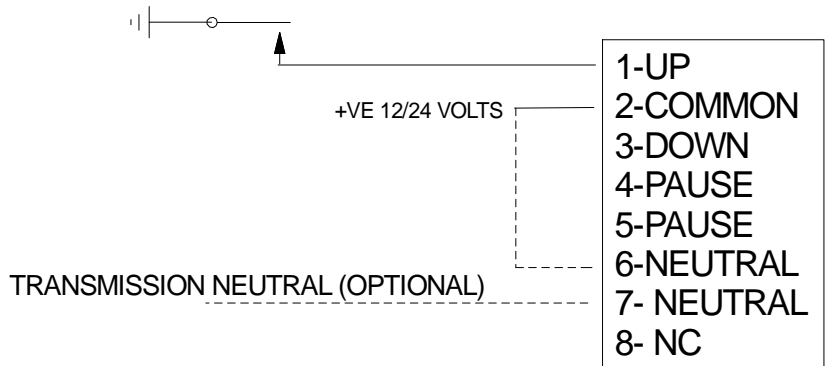 1-UP
+VE 12/24 VOLTS
2-COMMON
3-DOWN
4-PAUSE
5-PAUSE
6-NEUTRAL
TRANSMISSION NEUTRAL (OPTIONAL)
7- NEUTRAL
8- NC